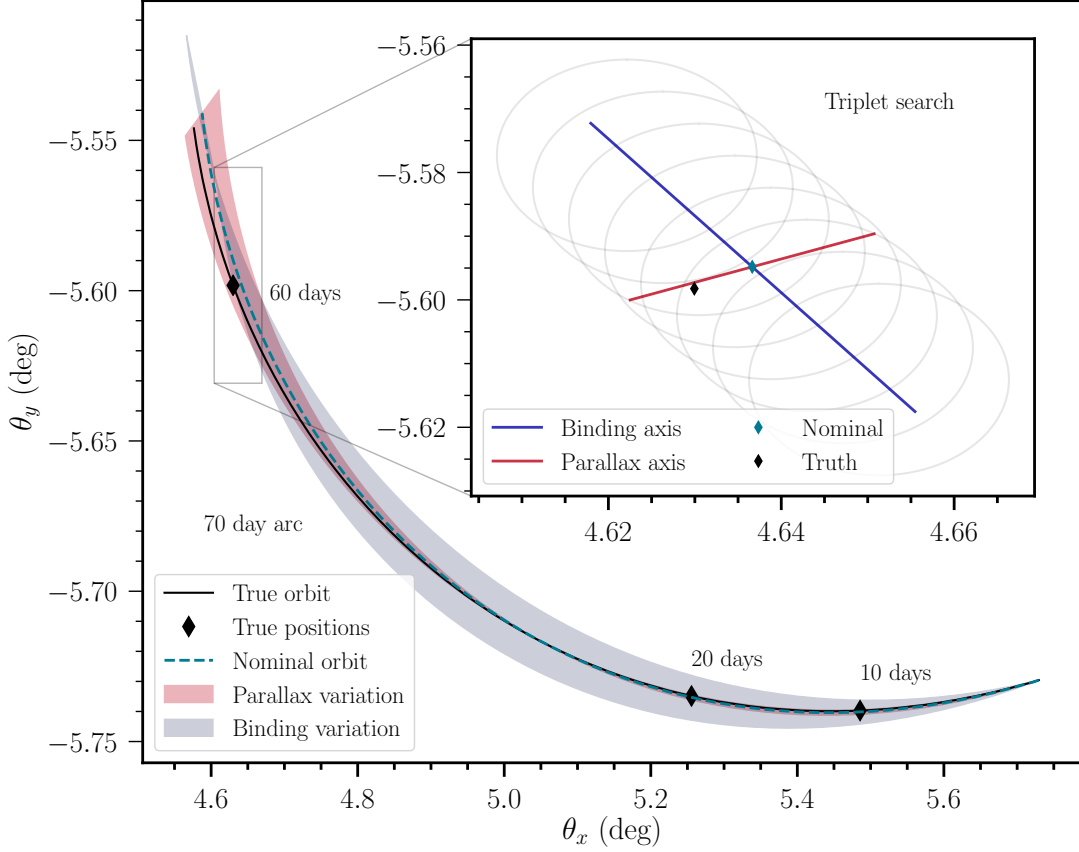 −5.55
−5.60
−5.65
−5.70
−5.75
θy (deg)
4.6
4.8
5.0
5.2
5.4
5.6
θx (deg)
60 days
70 day arc
20 days
10 days
True orbit
True positions
Nominal orbit
Parallax variation
Binding variation
−5.56
−5.58
−5.60
−5.62
4.62
4.64
4.66
Triplet search
Binding axis
Parallax axis
Nominal
Truth